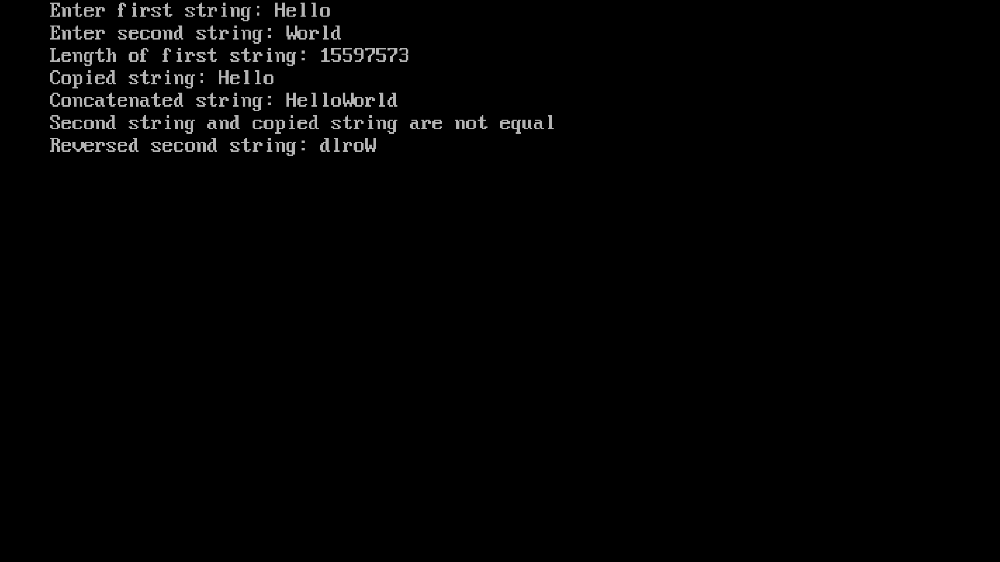 Enter first string: Hello
Enter second string: World
Length of first string: 15597573
Copied string: Hello
Concatenated string: HelloWorld
Second string and copied string are not equal
Reversed second string: dlroW